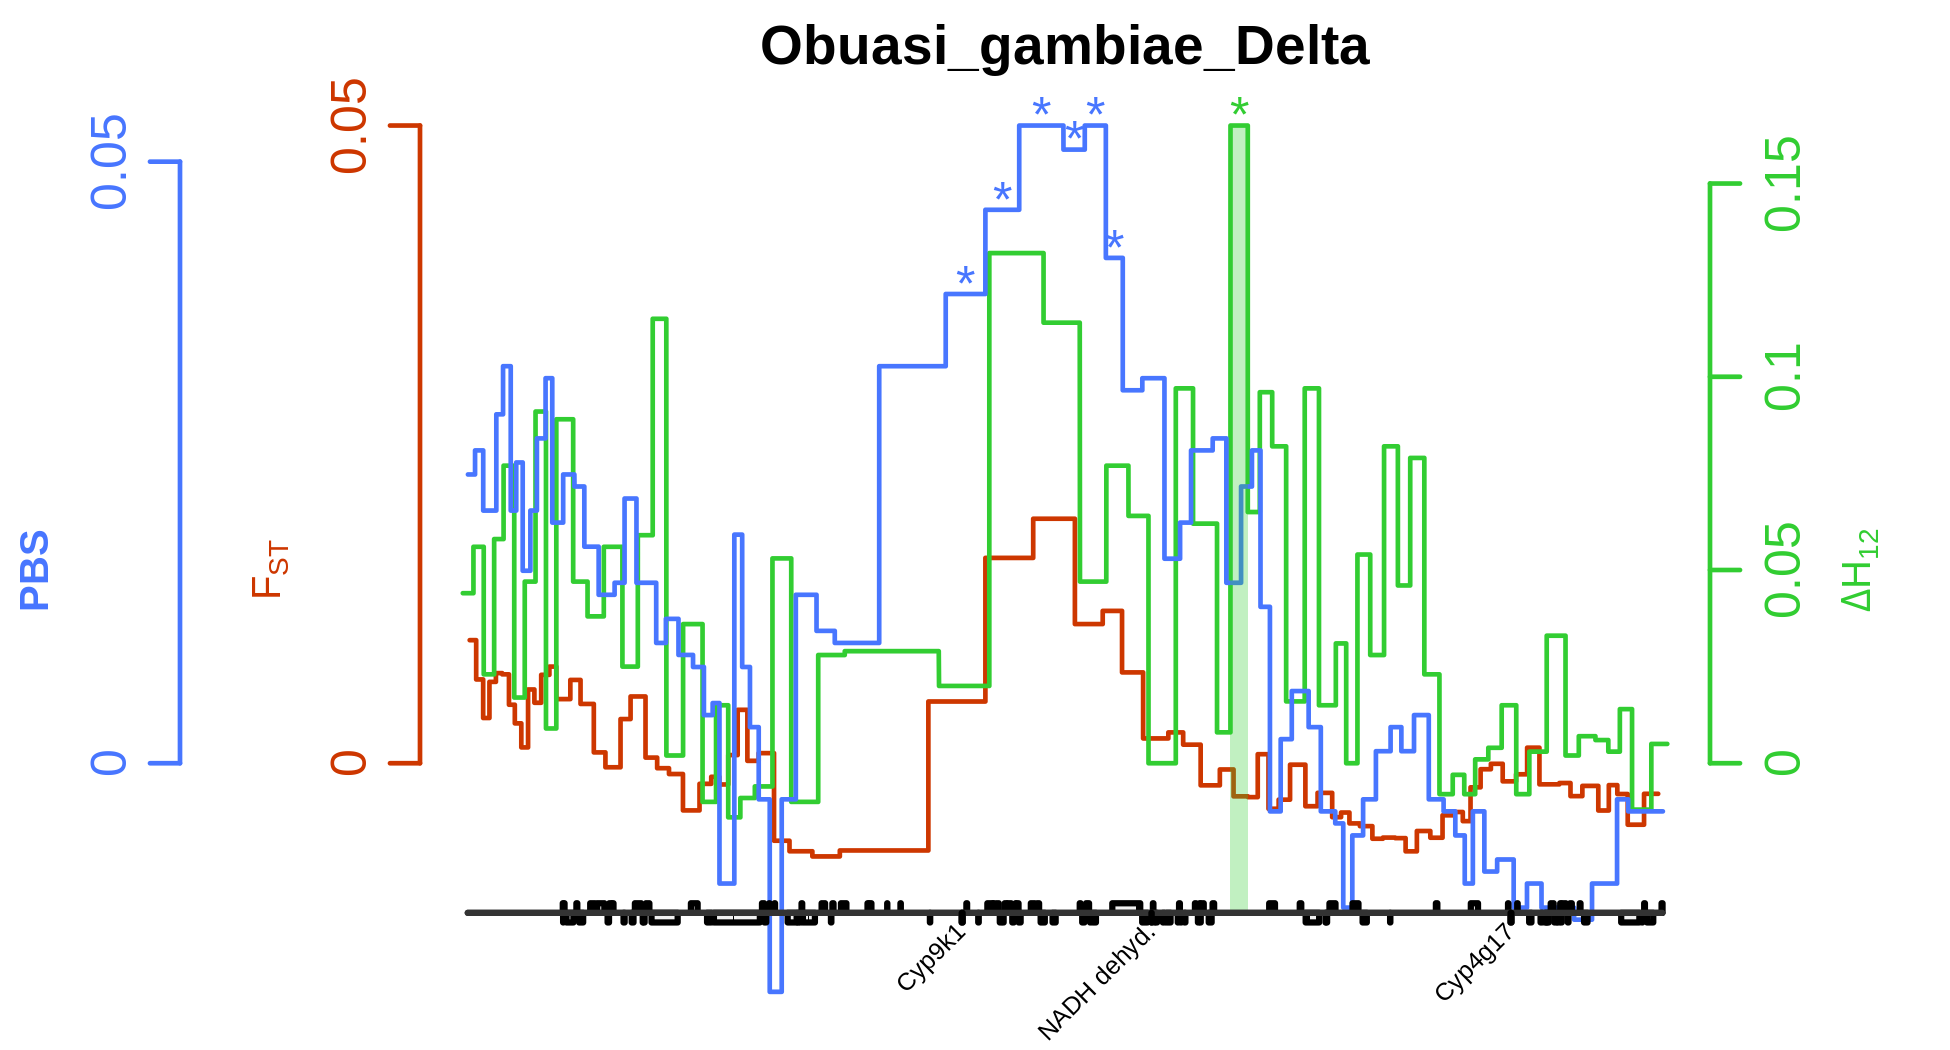 Obuasi_gambiae_Delta
PBS
0.05
0
FST
0.05
0
* * * * * * *
0.15
0.1
0.05
0
ΔH12
Cyp9k1
NADH dehyd.
Cyp4g17